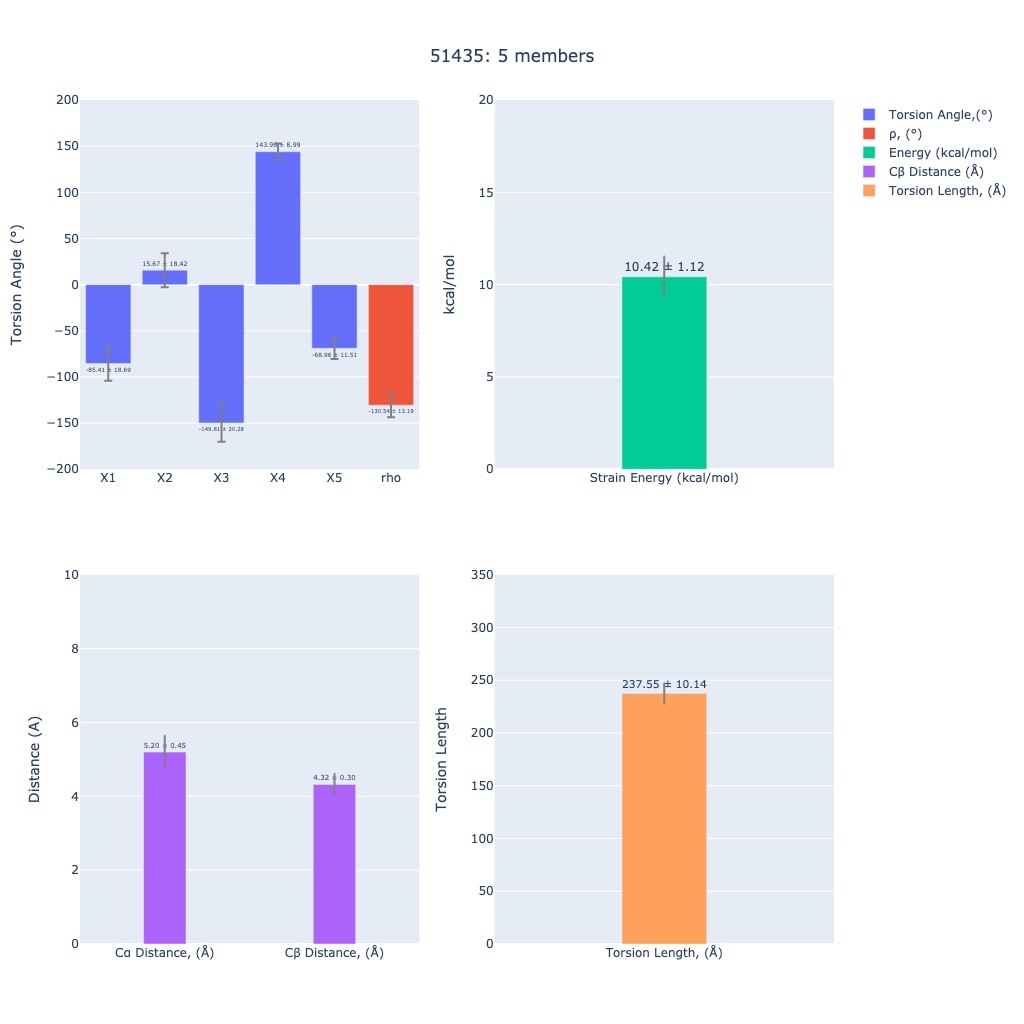 51435: 5 members
Torsion Angle (°)
200
150
100
50
0
−50
−100
−150
−200
-85.41 ± 18.69
15.67 ± 18.42
-149.81 ± 20.28
143.96 ± 8.99
-68.96 ± 11.51
-130.54 ± 13.19
X1
X2
X3
X4
X5
rho
kcal/mol
20
15
10
5
0
10.42 ± 1.12
Strain Energy (kcal/mol)
Torsion Angle,(°)
ρ, (°)
Energy (kcal/mol)
Cβ Distance (Å)
Torsion Length, (Å)
Distance (A)
10
8
6
4
2
0
5.20 ± 0.45
4.32 ± 0.30
Cα Distance, (Å)
Cβ Distance, (Å)
Torsion Length
350
300
250
200
150
100
50
0
237.55 ± 10.14
Torsion Length, (Å)